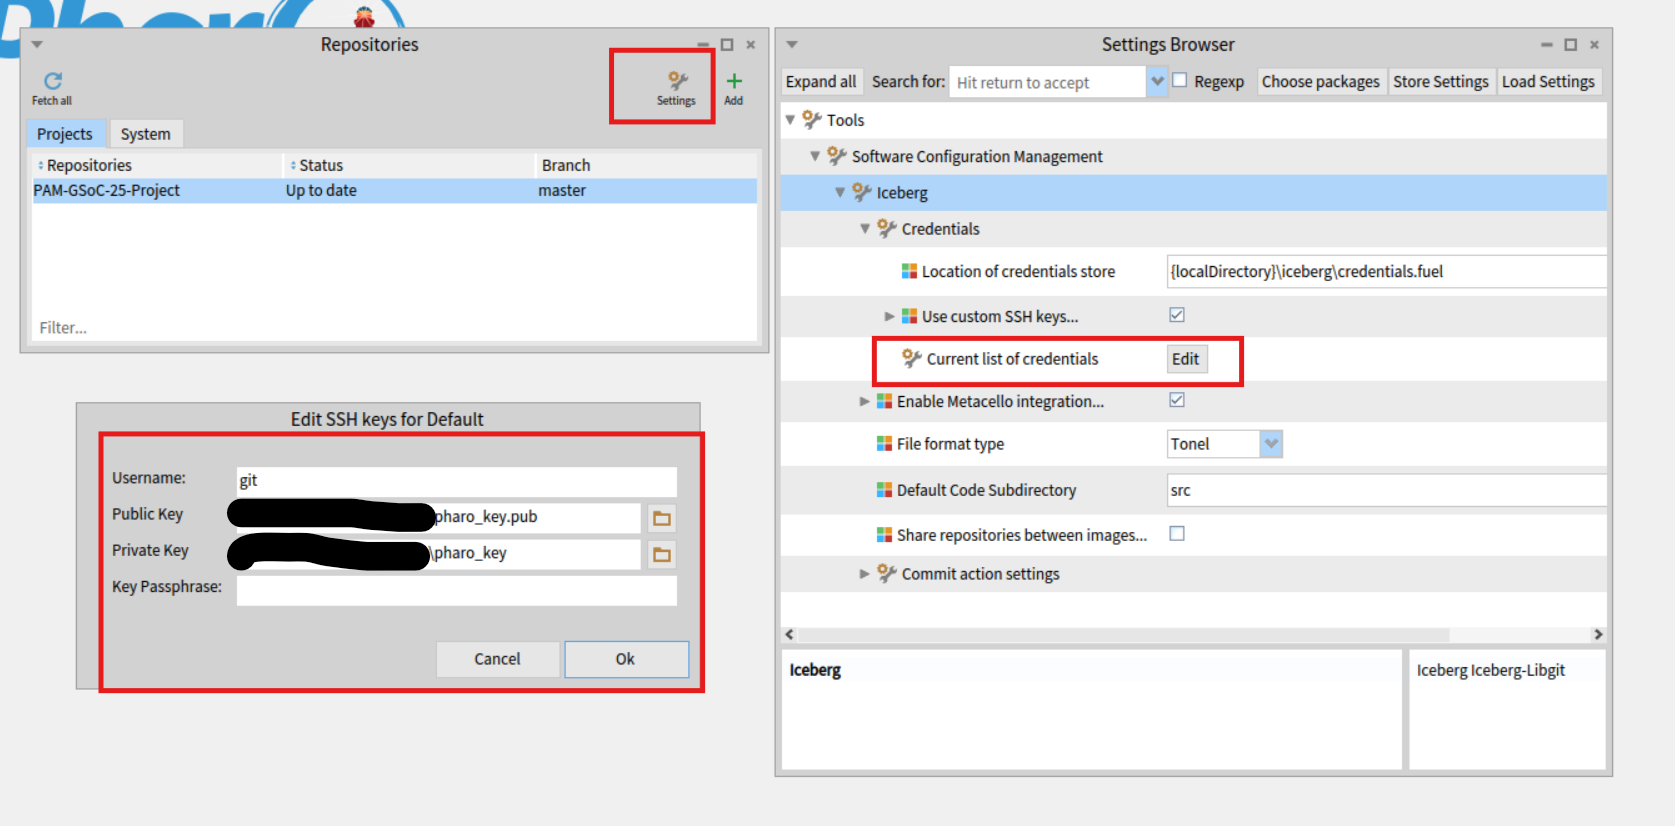 Repositories
Fetch all
Settings
Add
Projects
System
Repositories
Status
Branch
PAM-GSoC-25-Project
Up to date
master
Filter...
Edit SSH keys for Default
Username:
git
Public Key
pharo_key.pub
Private Key
\pharo_key
Key Passphrase:
Cancel
Ok
Settings Browser
Expand all
Search for:
Hit return to accept
Regexp
Choose packages
Store Settings
Load Settings
Tools
Software Configuration Management
Iceberg
Credentials
Location of credentials store
{localDirectory}\iceberg\credentials.fuel
Use custom SSH keys...
Current list of credentials
Edit
Enable Metacello integration...
File format type
Tonel
Default Code Subdirectory
src
Share repositories between images...
Commit action settings
Iceberg
Iceberg Iceberg-Libgit